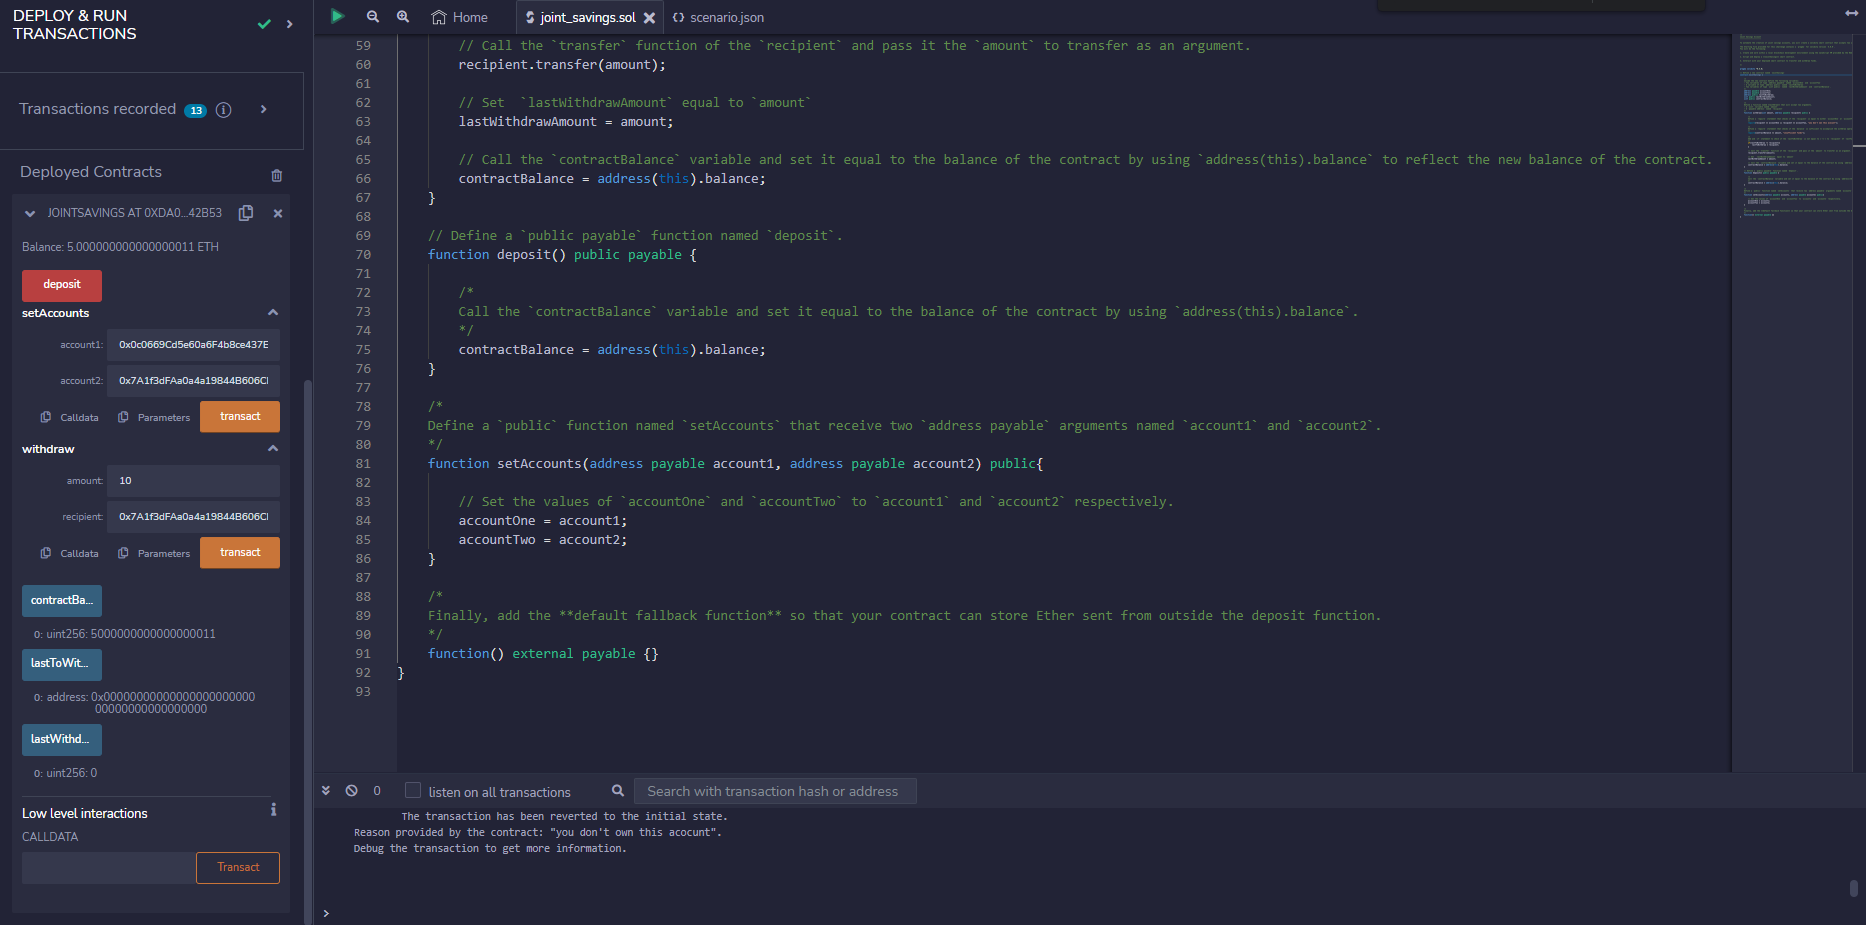 DEPLOY & RUN
TRANSACTIONS
Transactions recorded 13
Deployed Contracts
JOINTSAVINGS AT 0XDA0...42B53
Balance: 5.000000000000000011 ETH
deposit
setAccounts
account1: 0x0c0669Cd5e60a6F4b8ce437E
account2: 0x7A1f3dFAa0a4a19844B606CI
Calldata Parameters transact
withdraw
amount: 10
recipient: 0x7A1f3dFAa0a4a19844B606CI
Calldata Parameters transact
contractBa...
0: uint256: 5000000000000000011
lastToWit...
0: address: 0x00000000000000000000000
00000000000000000
lastWithd...
0: uint256: 0
Low level interactions
CALLDATA
Transact
Home joint_savings.sol scenario.json
59 // Call the `transfer` function of the `recipient` and pass it the `amount` to transfer as an argument.
60 recipient.transfer(amount);
61
62 // Set  `lastWithdrawAmount` equal to `amount`
63 lastWithdrawAmount = amount;
64
65 // Call the `contractBalance` variable and set it equal to the balance of the contract by using `address(this).balance` to reflect the new balance of the contract.
66 contractBalance = address(this).balance;
67 }
68
69 // Define a `public payable` function named `deposit`.
70 function deposit() public payable {
71
72 /*
73 Call the `contractBalance` variable and set it equal to the balance of the contract by using `address(this).balance`.
74 */
75 contractBalance = address(this).balance;
76 }
77
78 /*
79 Define a `public` function named `setAccounts` that receive two `address payable` arguments named `account1` and `account2`.
80 */
81 function setAccounts(address payable account1, address payable account2) public{
82
83 // Set the values of `accountOne` and `accountTwo` to `account1` and `account2` respectively.
84 accountOne = account1;
85 accountTwo = account2;
86 }
87
88 /*
89 Finally, add the **default fallback function** so that your contract can store Ether sent from outside the deposit function.
90 */
91 function() external payable {}
92 }
93
0 listen on all transactions Search with transaction hash or address
The transaction has been reverted to the initial state.
Reason provided by the contract: "you don't own this acocunt".
Debug the transaction to get more information.
>